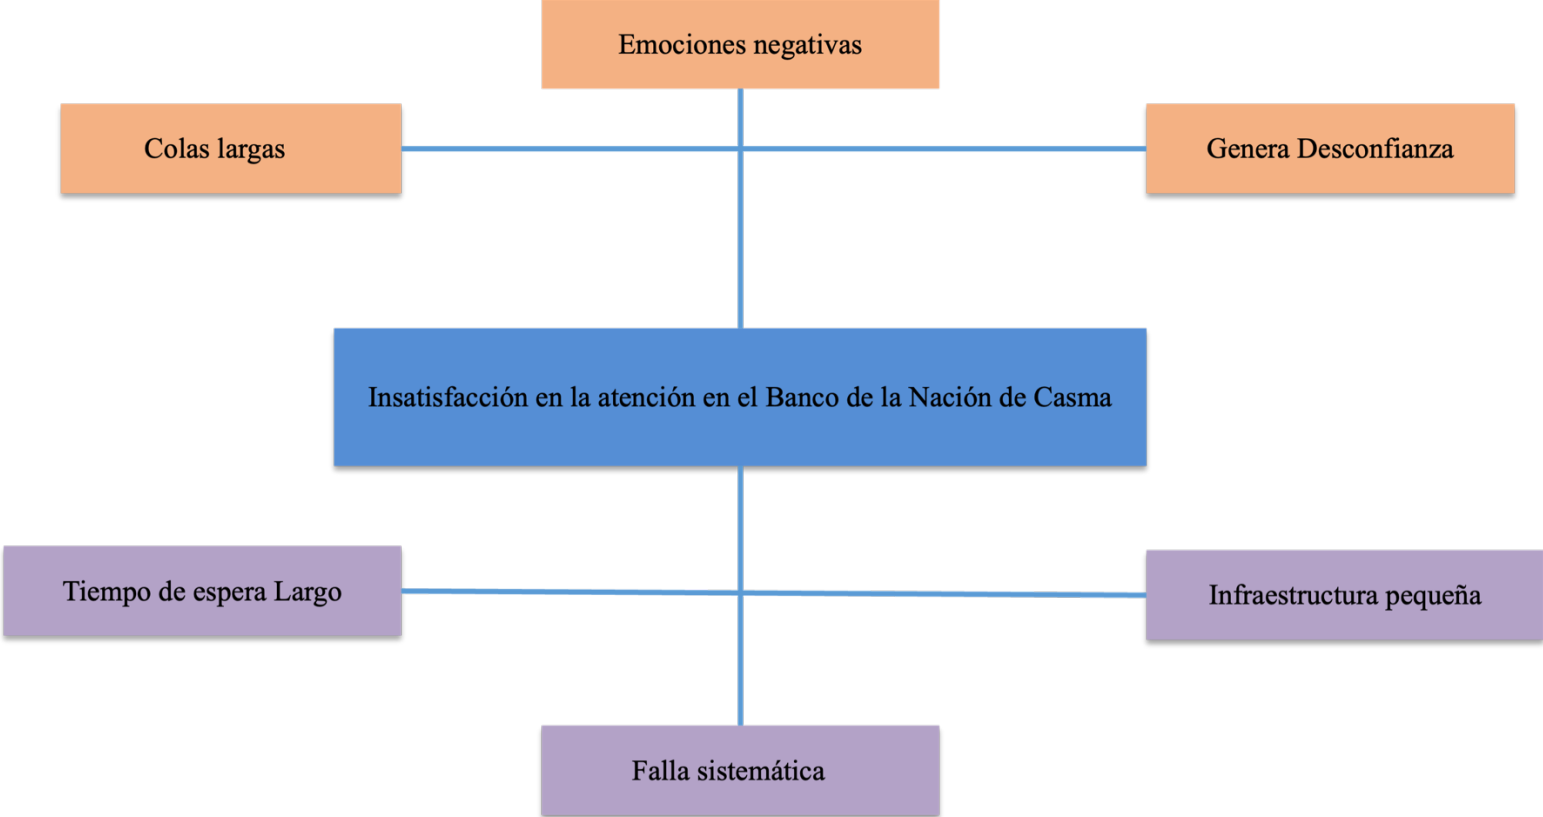 Emociones negativas
Colas largas
Genera Desconfianza
Insatisfacción en la atención en el Banco de la Nación de Casma
Tiempo de espera Largo
Infraestructura pequeña
Falla sistemática